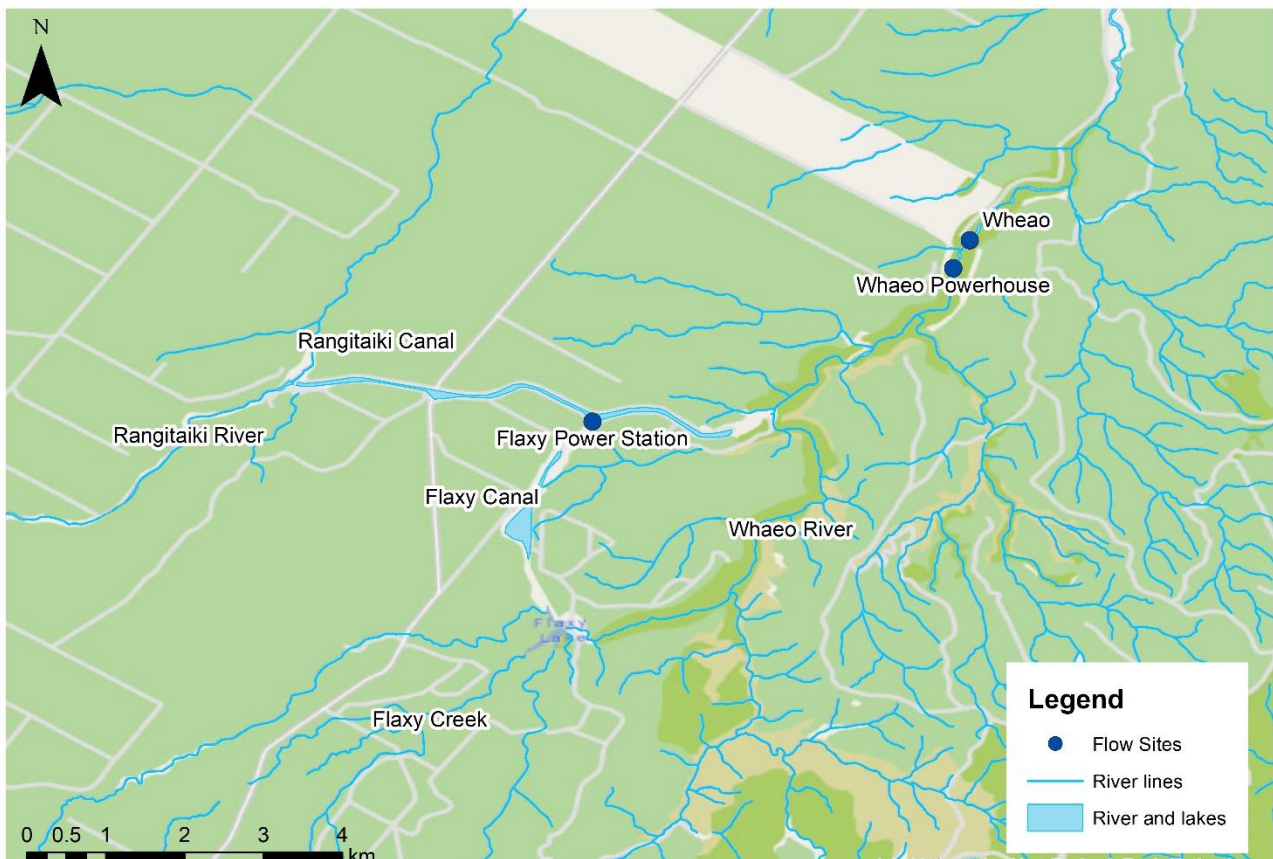 N
Wheao
Whaeo Powerhouse
Rangitaiki Canal
Rangitaiki River
Flaxy Power Station
Flaxy Canal
Whaeo River
Flaxy
Lake
Flaxy Creek
Legend
Flow Sites
River lines
River and lakes
0 0.5 1 2 3 4
km